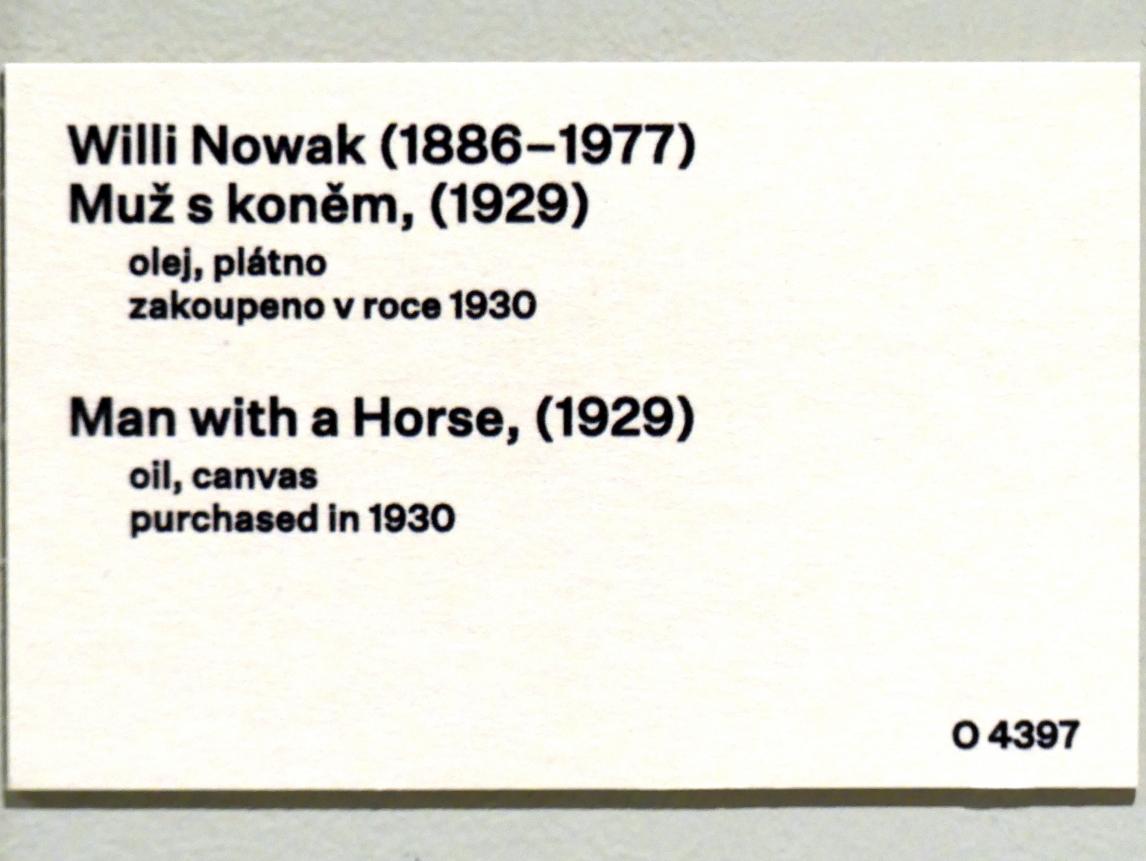 Willi Nowak (1886–1977)
Muž s koněm, (1929)
olej, plátno
zakoupeno v roce 1930
Man with a Horse, (1929)
oil, canvas
purchased in 1930
O 4397